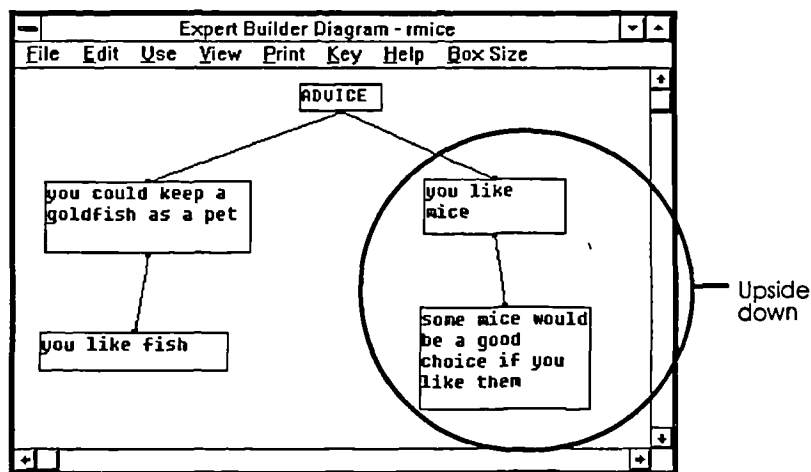 Expert Builder Diagram - rmice
File Edit Use View Print Key Help Box Size
ADVICE
you could keep a
goldfish as a pet
you like fish
you like
mice
some mice would
be a good
choice if you
like them
Upside
down